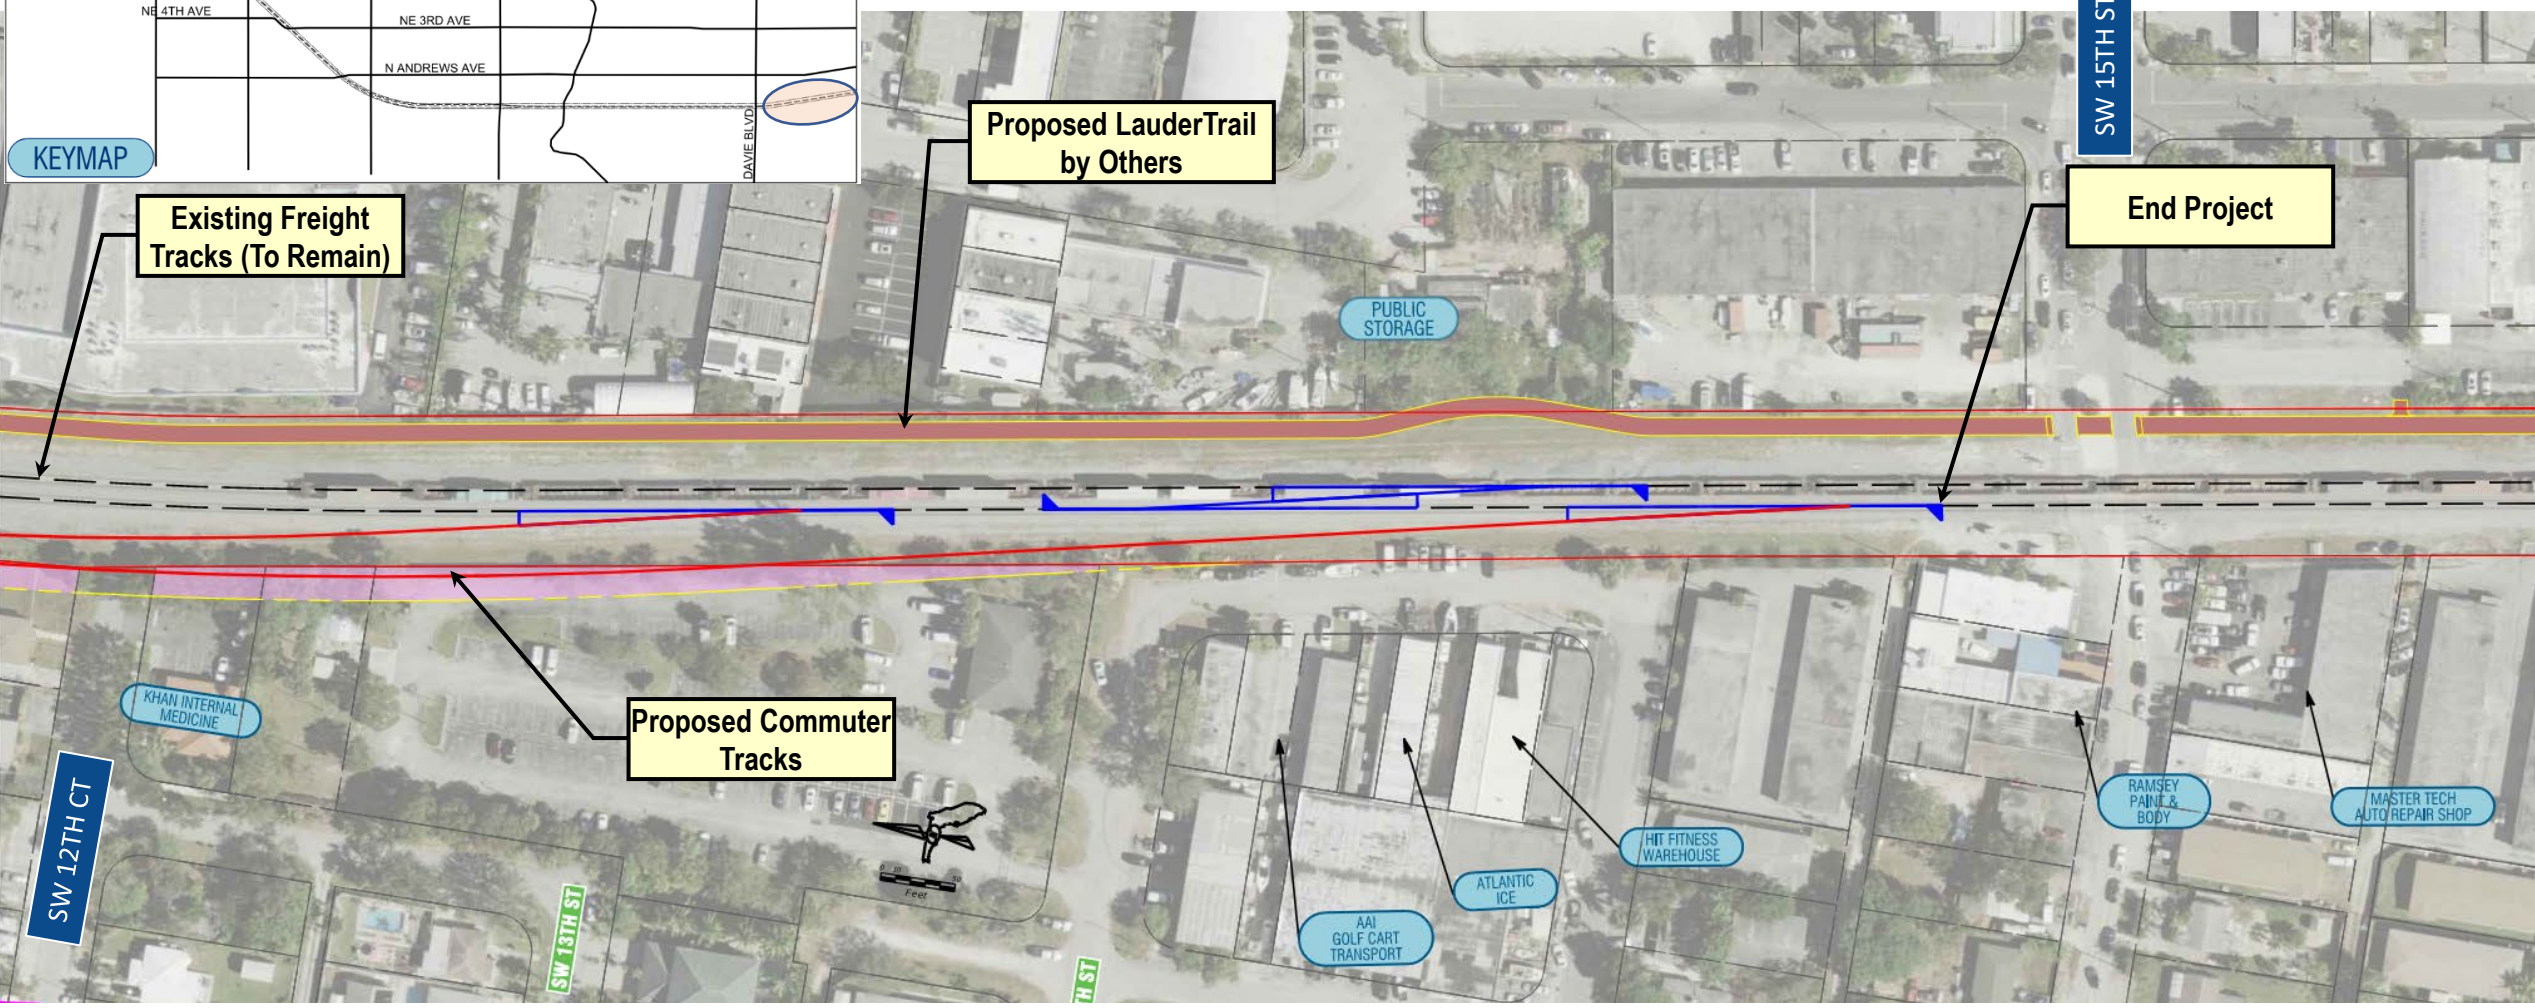 NE 4TH AVE
NE 3RD AVE
N ANDREWS AVE
DAVIE BLVD
KEYMAP
SW 15TH ST
Proposed LauderTrail
by Others
Existing Freight
Tracks (To Remain)
End Project
PUBLIC
STORAGE
KHAN INTERNAL
MEDICINE
Proposed Commuter
Tracks
SW 12TH CT
SW 13TH ST
TH ST
Feet
50
RAMSEY
PAINT &
BODY
MASTER TECH
AUTO REPAIR SHOP
HIT FITNESS
WAREHOUSE
ATLANTIC
ICE
AAI
GOLF CART
TRANSPORT